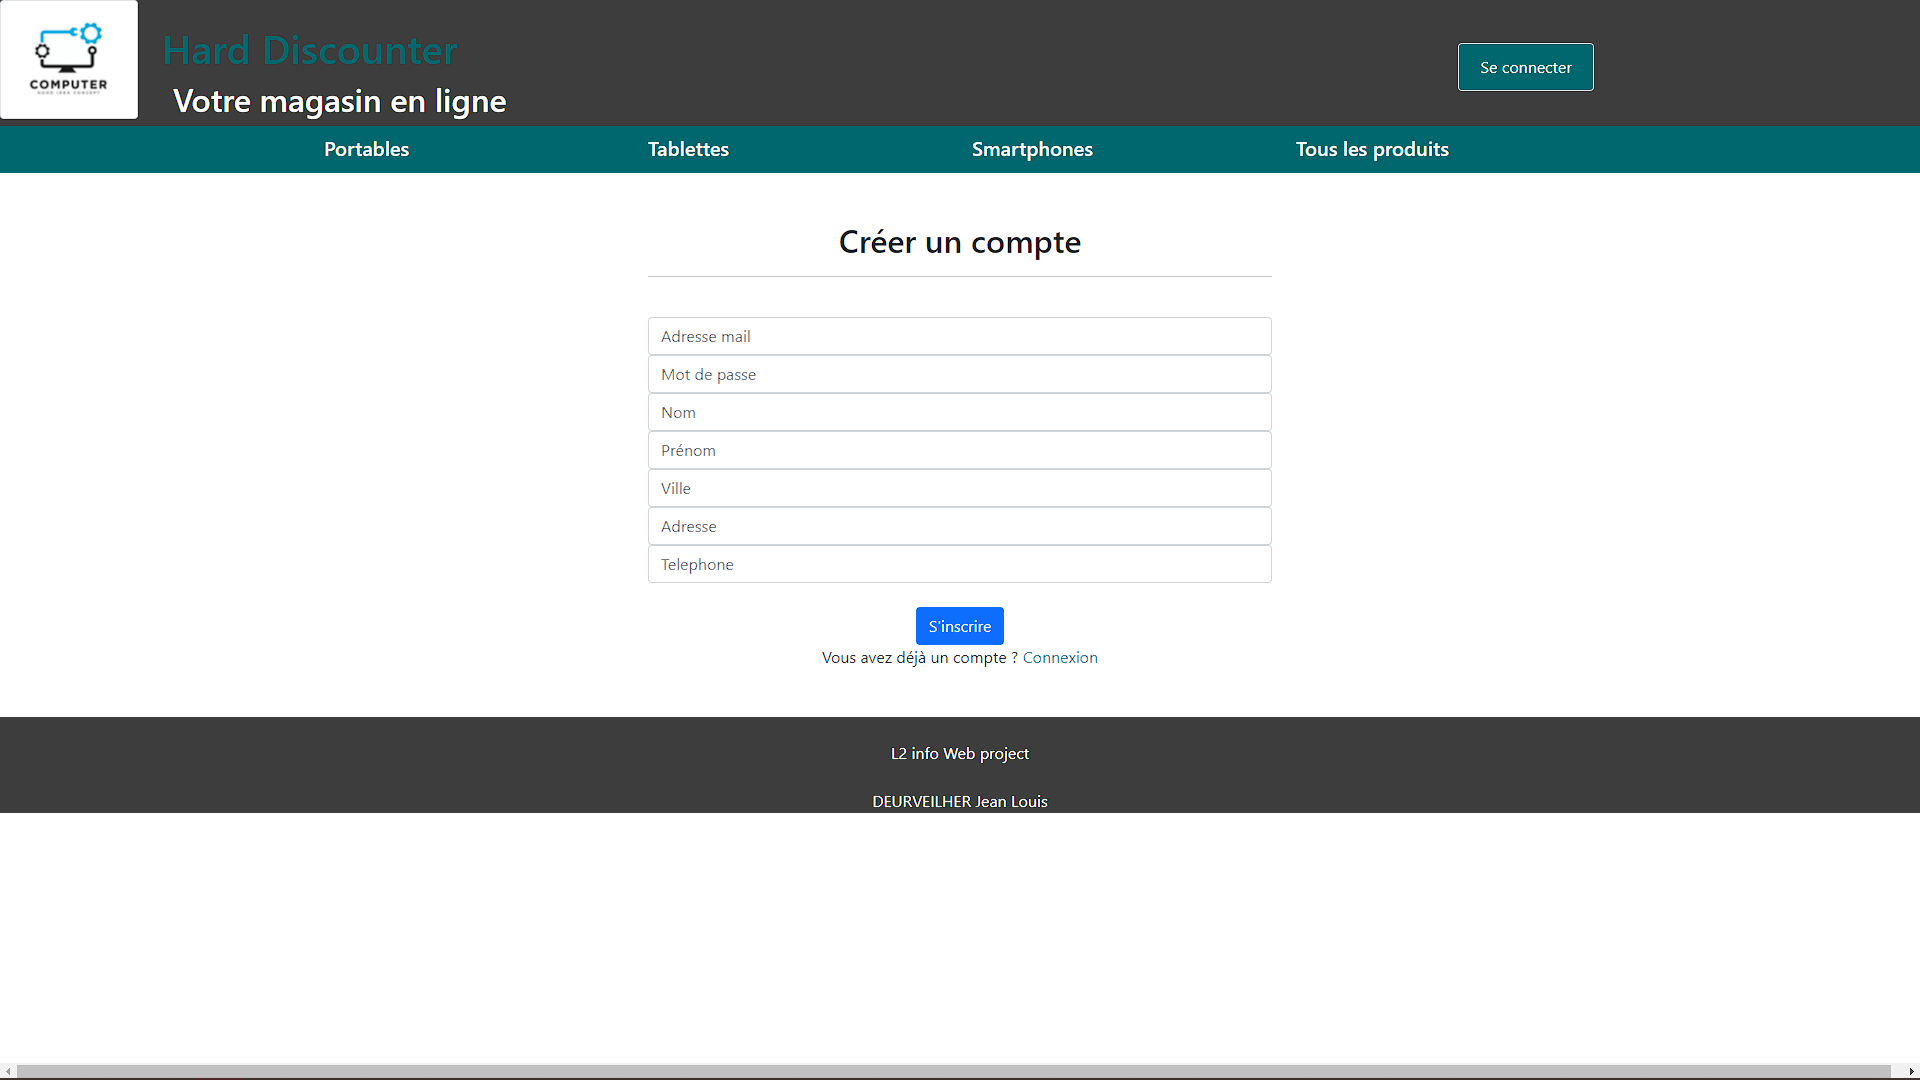 COMPUTER
Hard Discounter
Votre magasin en ligne
Se connecter
Portables
Tablettes
Smartphones
Tous les produits
Créer un compte
Adresse mail
Mot de passe
Nom
Prénom
Ville
Adresse
Telephone
S'inscrire
Vous avez déjà un compte ? Connexion
L2 info Web project
DEURVEILHER Jean Louis